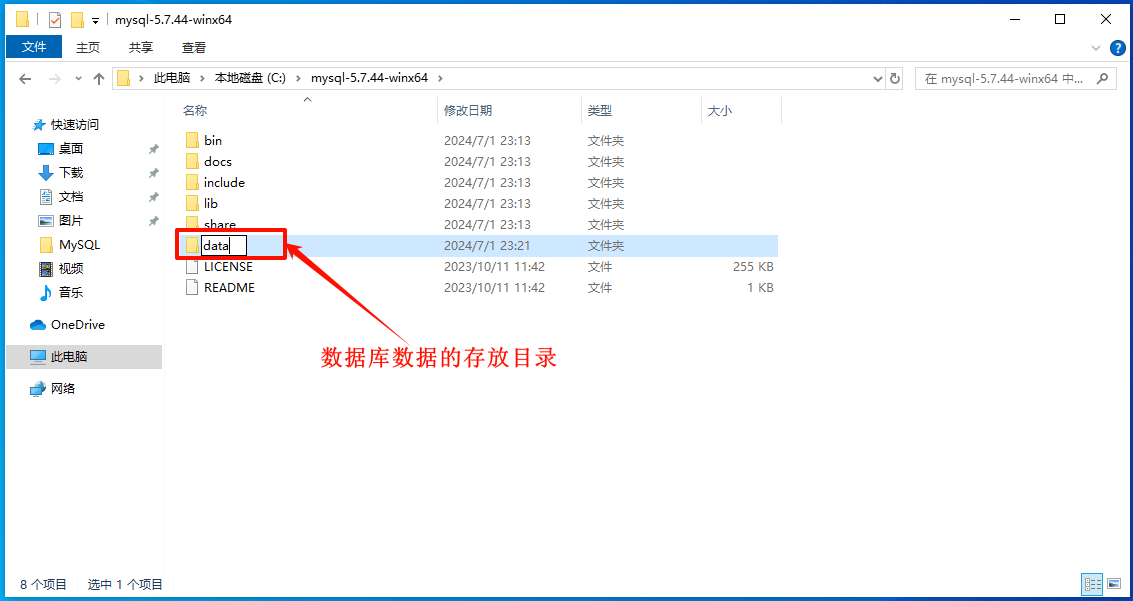 mysql-5.7.44-winx64
文件 主页 共享 查看
此电脑 本地磁盘 (C:) mysql-5.7.44-winx64 在 mysql-5.7.44-winx64 中...
名称 修改日期 类型 大小
快速访问
桌面
下载
文档
图片
MySQL
视频
音乐
OneDrive
此电脑
网络
bin 2024/7/1 23:13 文件夹
docs 2024/7/1 23:13 文件夹
include 2024/7/1 23:13 文件夹
lib 2024/7/1 23:13 文件夹
share 2024/7/1 23:13 文件夹
data 2024/7/1 23:21 文件夹
LICENSE 2023/10/11 11:42 文件 255 KB
README 2023/10/11 11:42 文件 1 KB
数据库数据的存放目录
8 个项目 选中 1 个项目